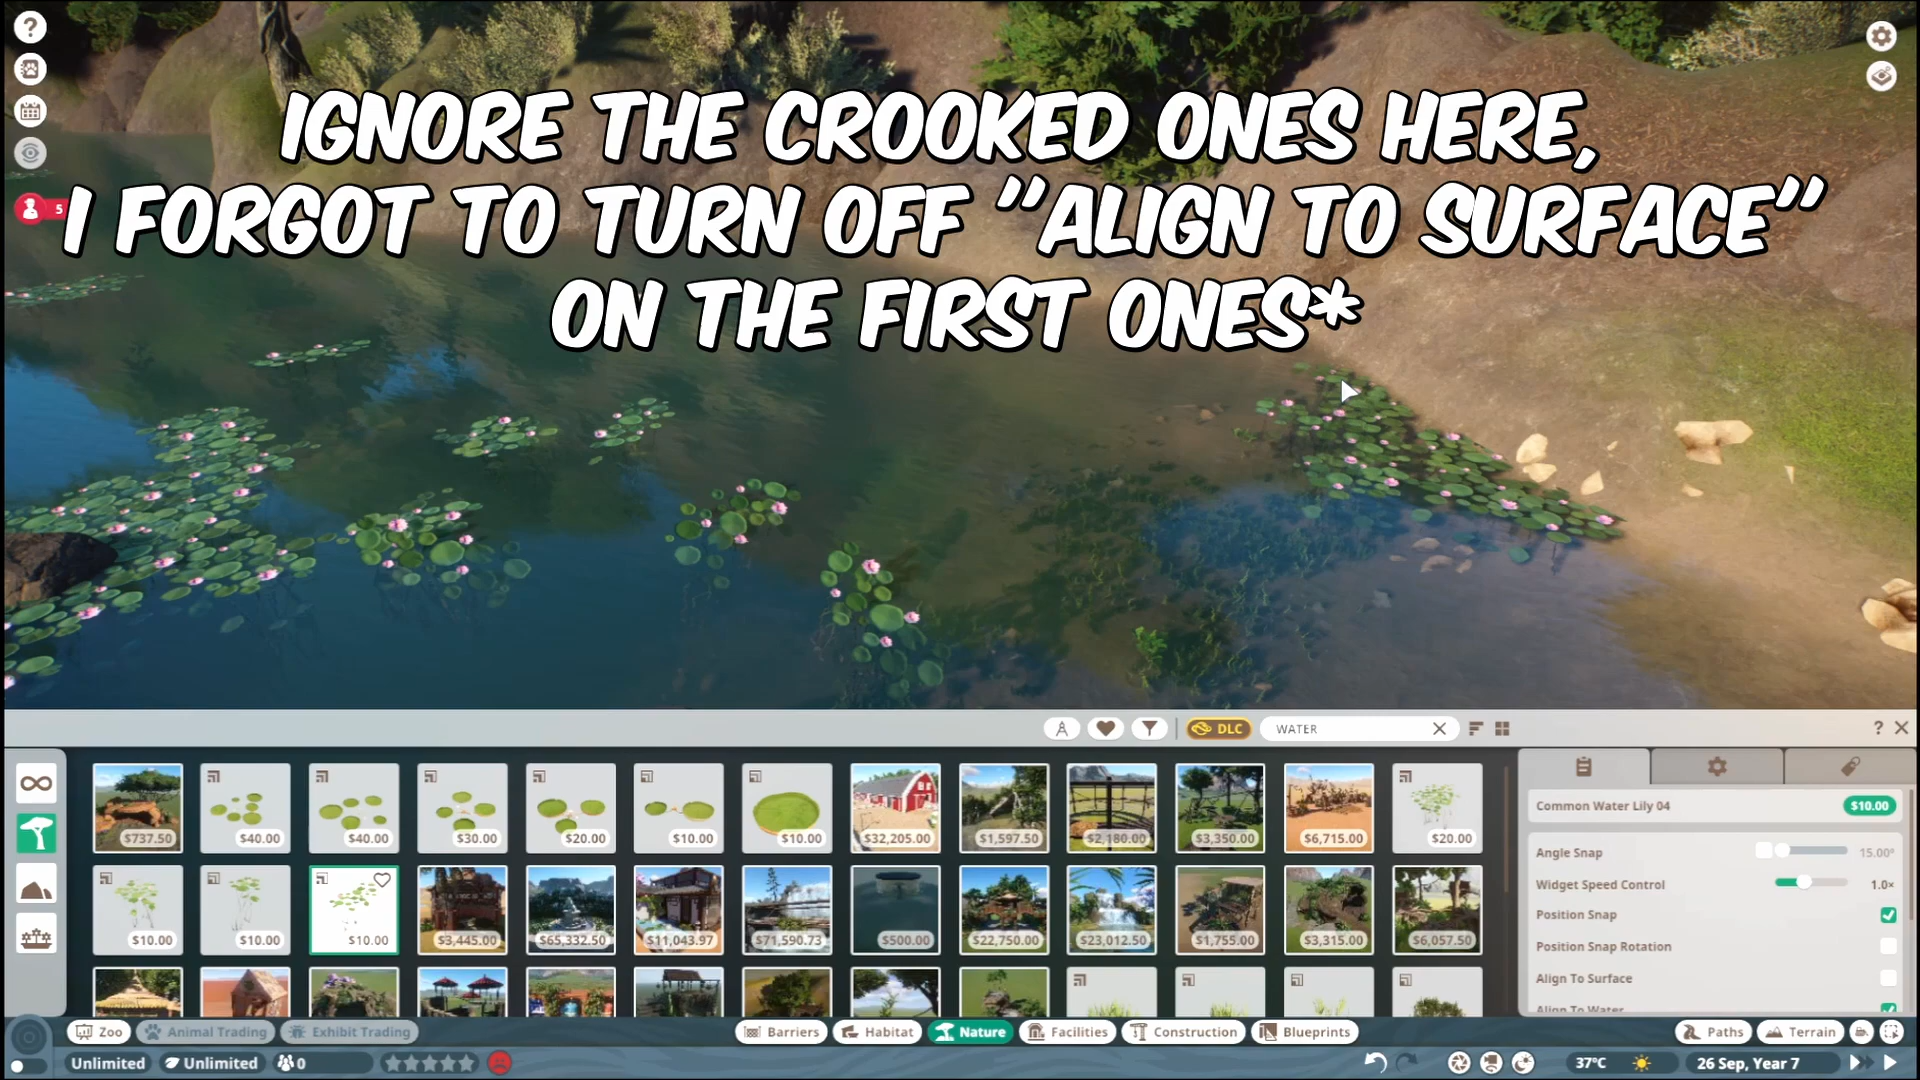 IGNORE THE CROOKED ONES HERE,
I FORGOT TO TURN OFF "ALIGN TO SURFACE"
ON THE FIRST ONES*
?
5
DLC
WATER
?
$737.50 $40.00 $40.00 $30.00 $20.00 $10.00 $10.00 $32,205.00 $1,597.50 $2,180.00 $3,350.00 $6,715.00 $20.00
$10.00 $10.00 $10.00 $3,445.00 $65,332.50 $11,043.97 $71,590.73 $500.00 $22,750.00 $23,012.50 $1,755.00 $3,315.00 $6,057.50
Common Water Lily 04 $10.00
Angle Snap 15.00°
Widget Speed Control 1.0×
Position Snap
Position Snap Rotation
Align To Surface
Align To Water
Zoo Animal Trading Exhibit Trading Barriers Habitat Nature Facilities Construction Blueprints Paths Terrain
Unlimited Unlimited 0 37°C 26 Sep, Year 7